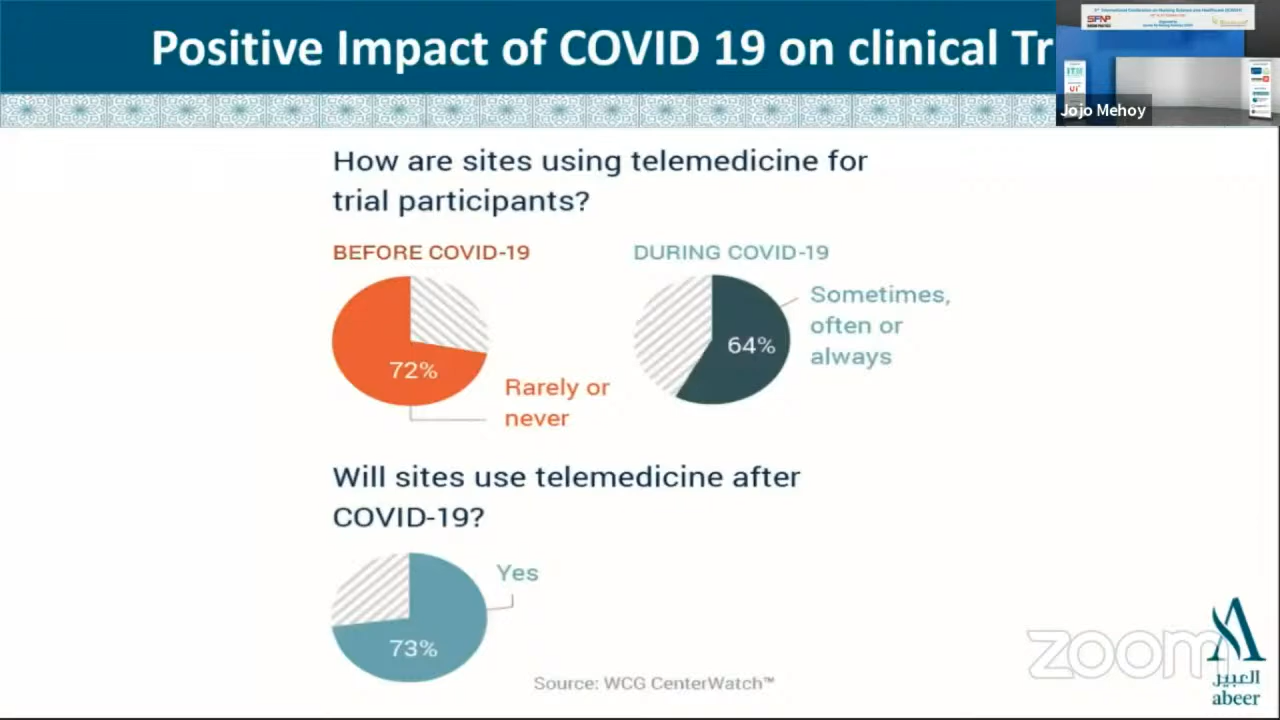 Positive Impact of COVID 19 on clinical Tr
Jojo Mehoy
How are sites using telemedicine for
trial participants?
BEFORE COVID-19
DURING COVID-19
72%
Rarely or
never
64%
Sometimes,
often or
always
Will sites use telemedicine after
COVID-19?
Yes
73%
Source: WCG CenterWatch™
zoom
العبير
abeer